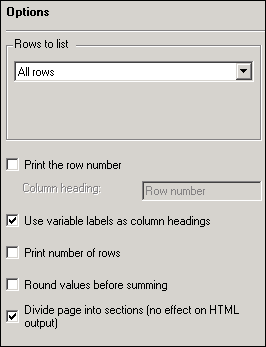 Options
Rows to list
All rows
Print the row number
Column heading: Row number
Use variable labels as column headings
Print number of rows
Round values before summing
Divide page into sections (no effect on HTML
output)